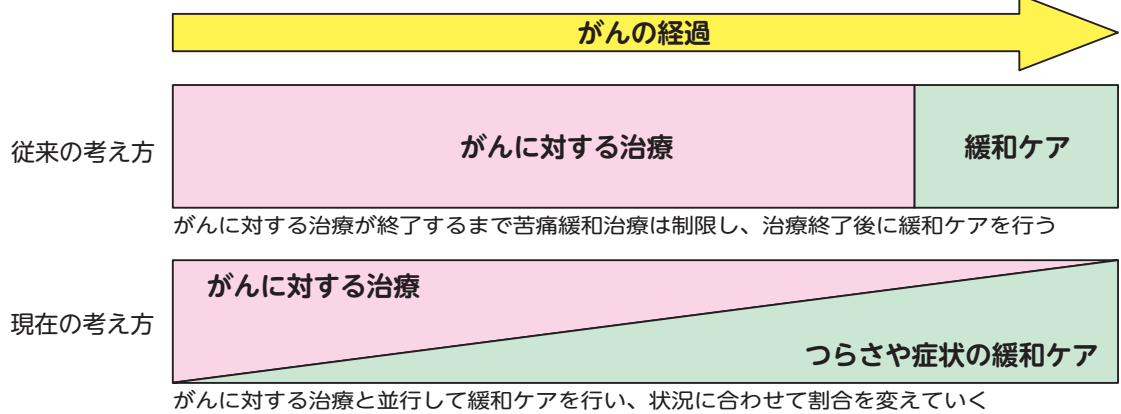 がんの経過
従来の考え方
がんに対する治療
緩和ケア
がんに対する治療が終了するまで苦痛緩和治療は制限し、治療終了後に緩和ケアを行う
現在の考え方
がんに対する治療
つらさや症状の緩和ケア
がんに対する治療と並行して緩和ケアを行い、状況に合わせて割合を変えていく